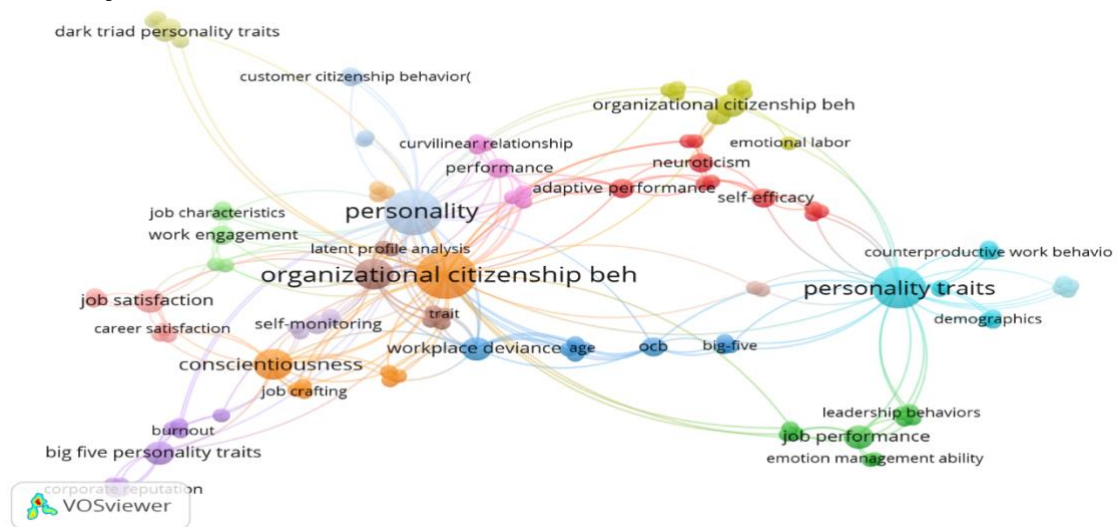 dark triad personality traits
customer citizenship behavior(
organizational citizenship beh
curvilinear relationship
emotional labor
performance
neuroticism
adaptive performance
self-efficacy
job characteristics
personality
work engagement
latent profile analysis
counterproductive work behavio
organizational citizenship beh
personality traits
job satisfaction
trait
self-monitoring
demographics
career satisfaction
workplace deviance
age
ocb
big-five
conscientiousness
job crafting
leadership behaviors
burnout
job performance
big five personality traits
emotion management ability
corporate reputation
VOSviewer